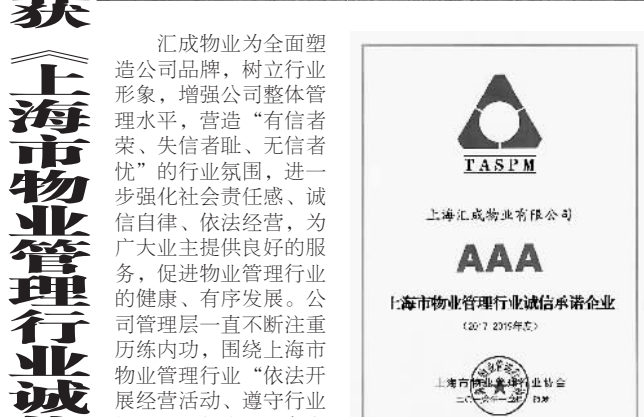 获《上海市物业管理行业诚
汇成物业为全面塑
造公司品牌，树立行业
形象，增强公司整体管
理水平，营造“有信者
荣、失信者耻、无信者
忧”的行业氛围，进一
步强化社会责任感、诚
信自律、依法经营，为
广大业主提供良好的服
务，促进物业管理行业
的健康、有序发展。公
司管理层一直不断注重
历练内功，围绕上海市
物业管理行业“依法开
展经营活动、遵守行业
TASPM
上海汇成物业有限公司
AAA
上海市物业管理行业诚信承诺企业
（2017-2019年度）
上海市物业管理行业协会